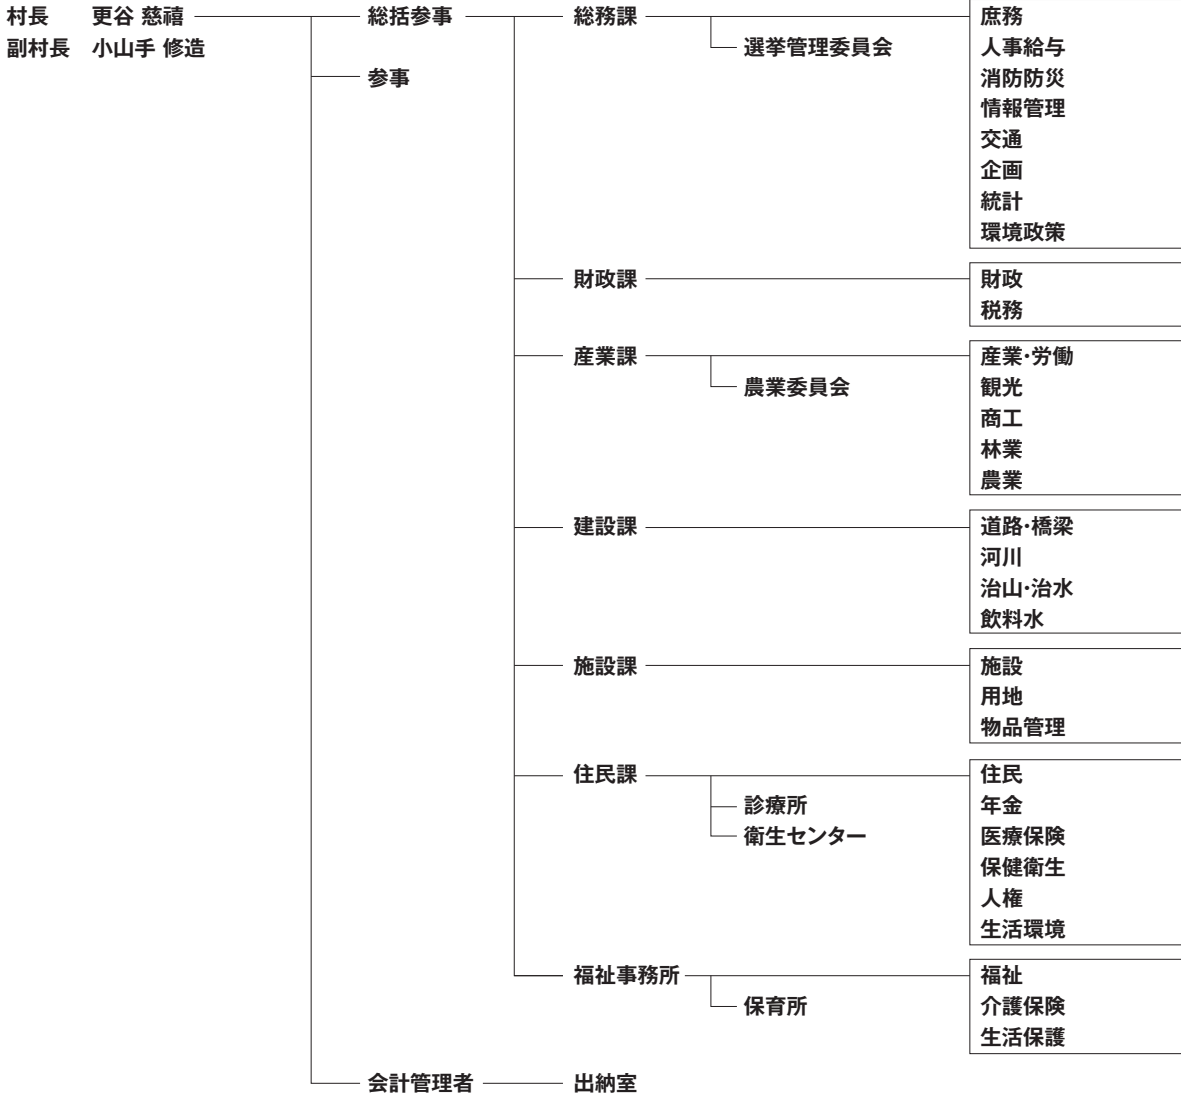 村長 更谷 慈禧
副村長 小山手 修造
総括参事
参事
総務課
選挙管理委員会
庶務
人事給与
消防防災
情報管理
交通
企画
統計
環境政策
財政課
財政
税務
産業課
農業委員会
産業・労働
観光
商工
林業
農業
建設課
道路・橋梁
河川
治山・治水
飲料水
施設課
施設
用地
物品管理
住民課
診療所
衛生センター
住民
年金
医療保険
保健衛生
人権
生活環境
福祉事務所
保育所
福祉
介護保険
生活保護
会計管理者
出納室